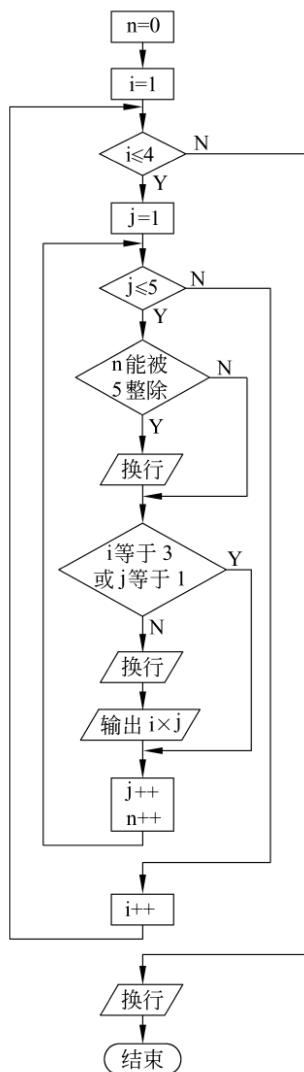 n=0
i=1
i≤4
N
Y
j=1
j≤5
N
Y
n能被
5整除
N
Y
换行
i等于3
或j等于1
Y
N
换行
输出i×j
j++
n++
i++
换行
结束